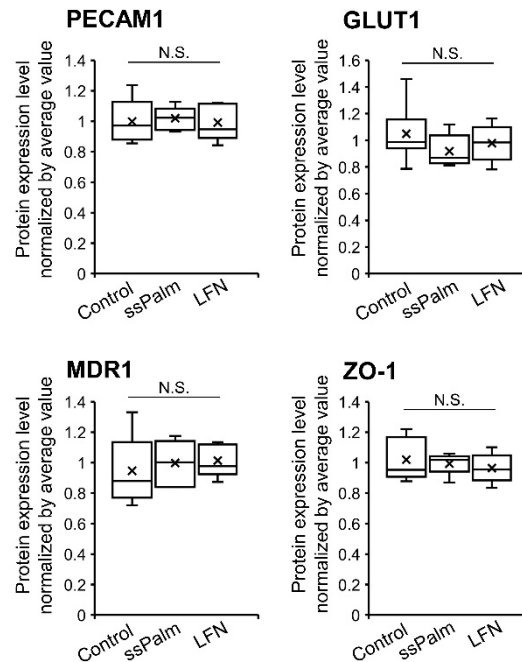 PECAM1
N.S.
Protein expression level
normalized by average value
1.4
1.2
1
0.8
0.6
0.4
0.2
0
Control
ssPalm
LFN
GLUT1
N.S.
Protein expression level
normalized by average value
1.6
1.4
1.2
1
0.8
0.6
0.4
0.2
0
Control
ssPalm
LFN
MDR1
N.S.
Protein expression level
normalized by average value
1.4
1.2
1
0.8
0.6
0.4
0.2
0
Control
ssPalm
LFN
ZO-1
N.S.
Protein expression level
normalized by average value
1.4
1.2
1
0.8
0.6
0.4
0.2
0
Control
ssPalm
LFN